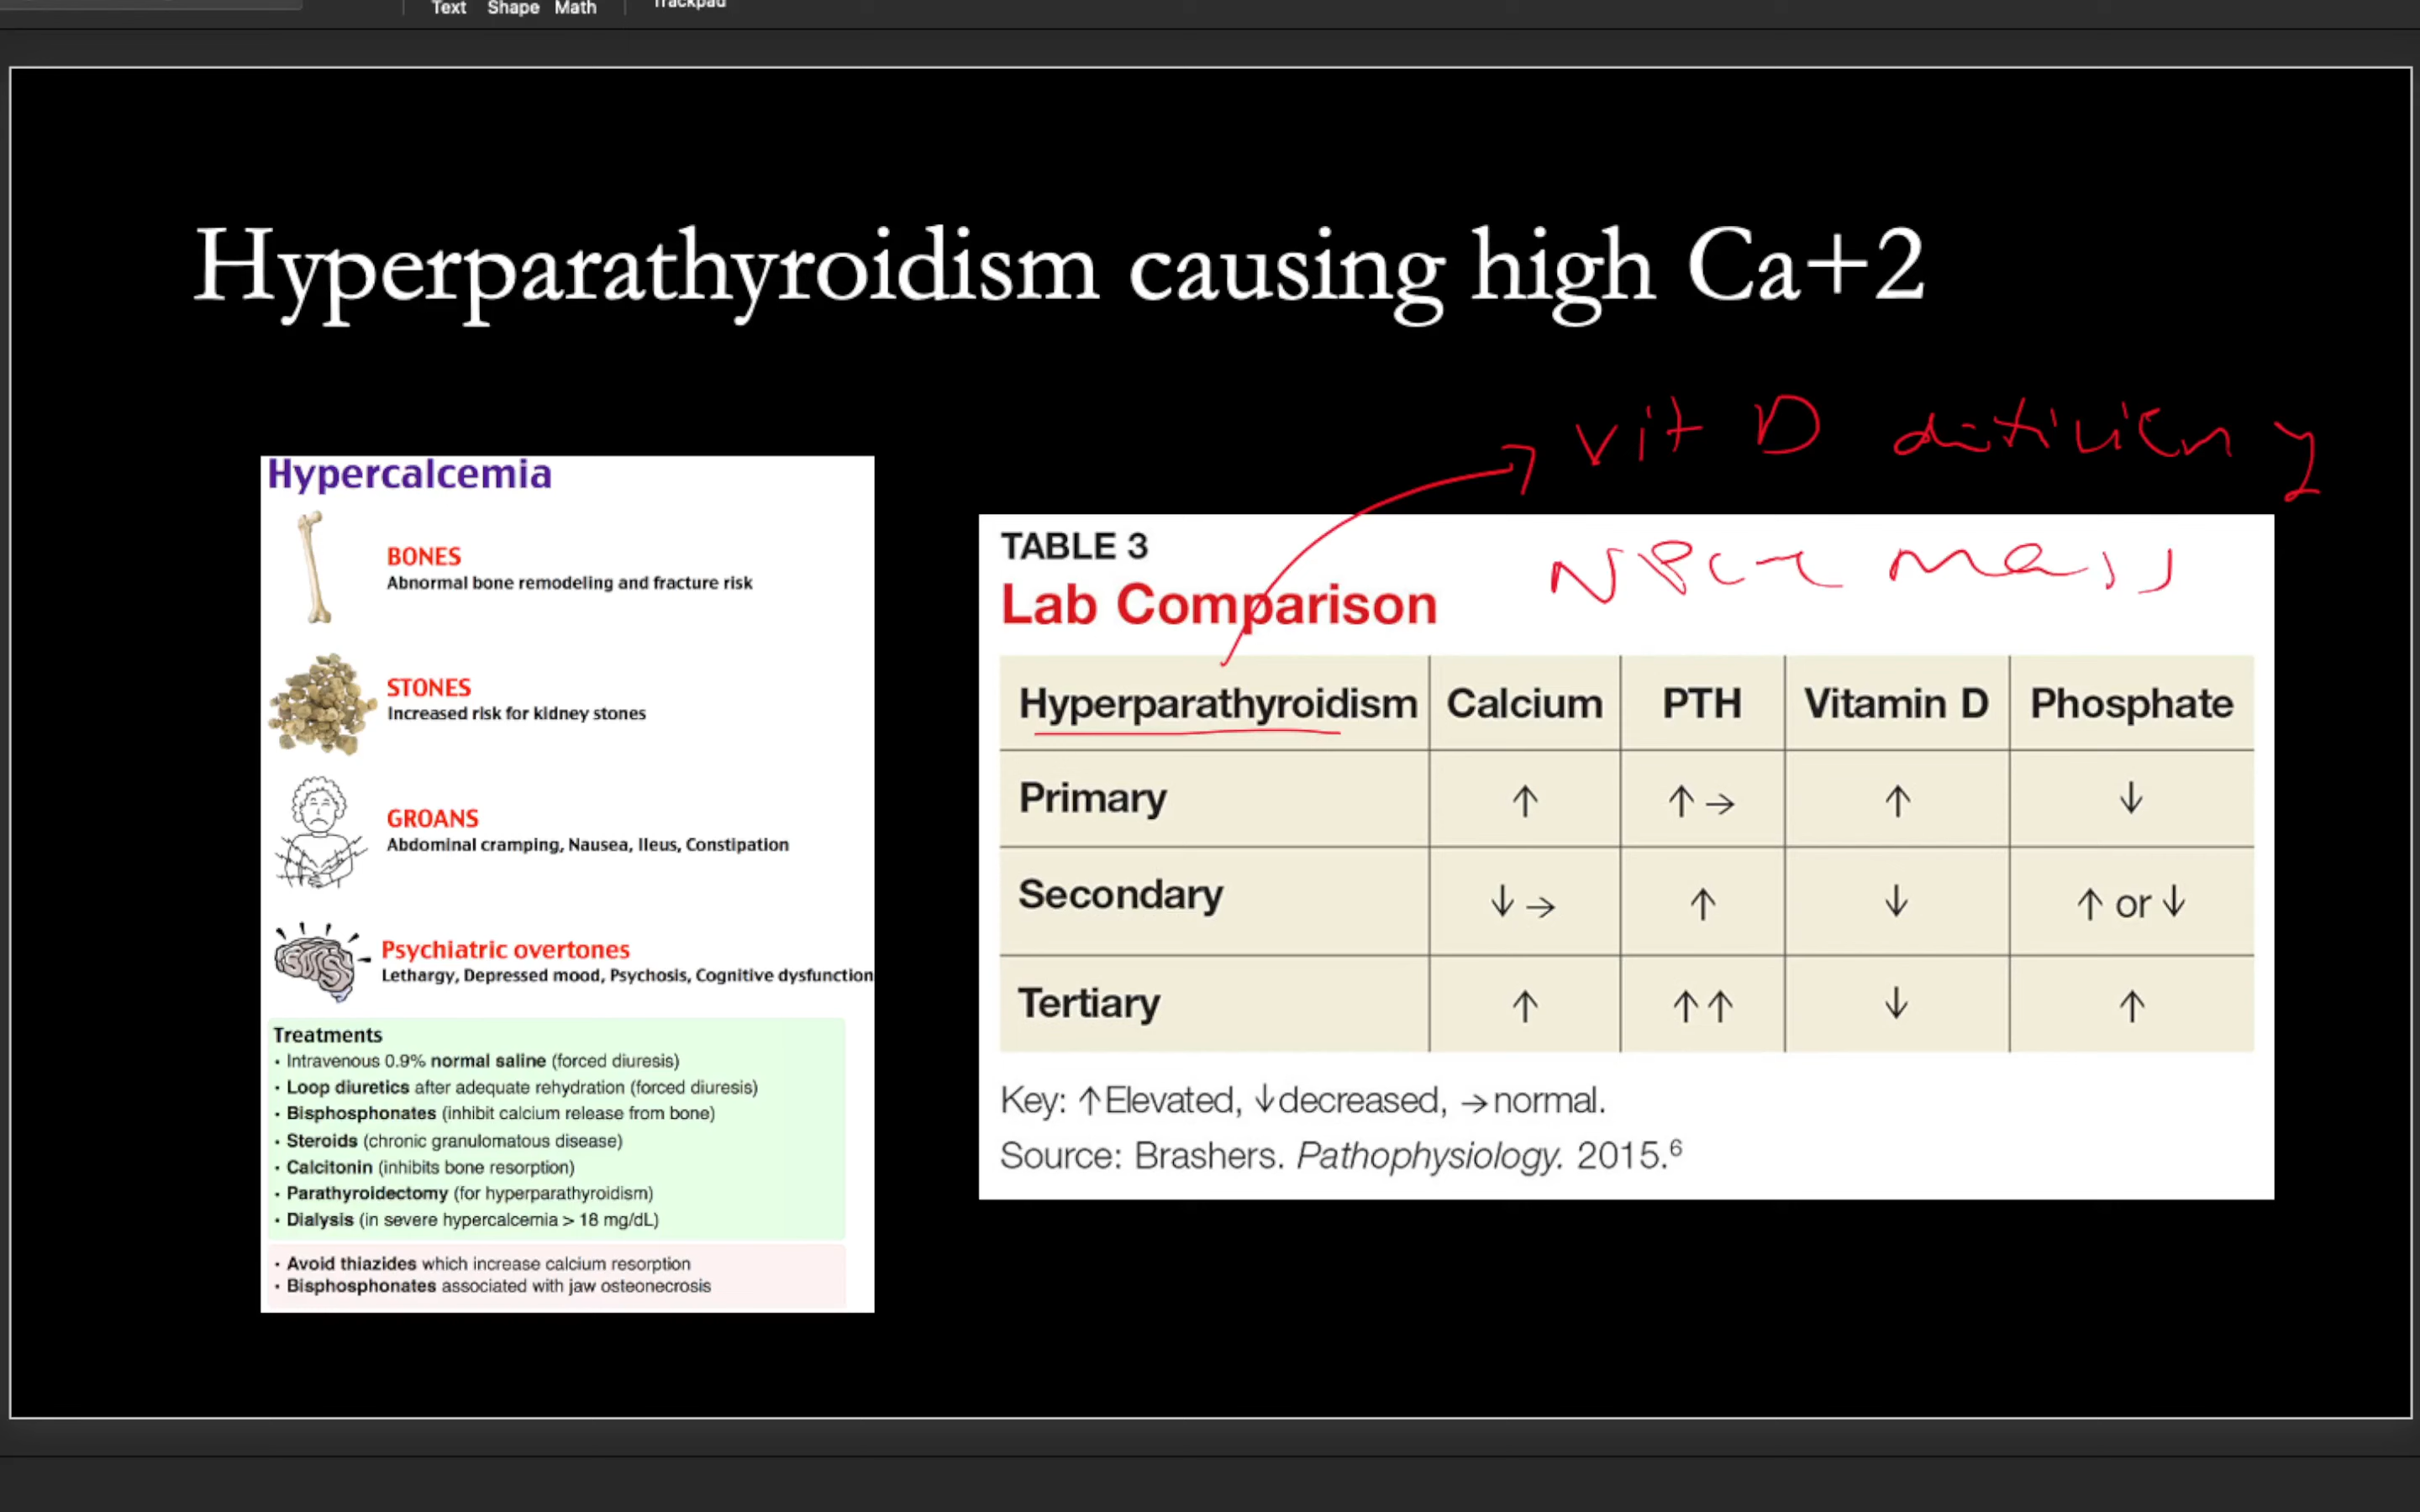 Text Shape Math Trackpad
Hyperparathyroidism causing high Ca+2
Vit D
mass
Hypercalcemia
BONES
Abnormal bone remodeling and fracture risk
STONES
Increased risk for kidney stones
GROANS
Abdominal cramping, Nausea, Ileus, Constipation
Psychiatric overtones
Lethargy, Depressed mood, Psychosis, Cognitive dysfunction
Treatments
• Intravenous 0.9% normal saline (forced diuresis)
• Loop diuretics after adequate rehydration (forced diuresis)
• Bisphosphonates (inhibit calcium release from bone)
• Steroids (chronic granulomatous disease)
• Calcitonin (inhibits bone resorption)
• Parathyroidectomy (for hyperparathyroidism)
• Dialysis (in severe hypercalcemia > 18 mg/dL)
• Avoid thiazides which increase calcium resorption
• Bisphosphonates associated with jaw osteonecrosis
TABLE 3
Lab Comparison
Hyperparathyroidism Calcium PTH Vitamin D Phosphate
Primary ↑ ↑→ ↑ ↓
Secondary ↓→ ↑ ↓ ↑ or ↓
Tertiary ↑ ↑↑ ↓ ↑
Key: ↑Elevated, ↓decreased, →normal.
Source: Brashers. Pathophysiology. 2015.⁶